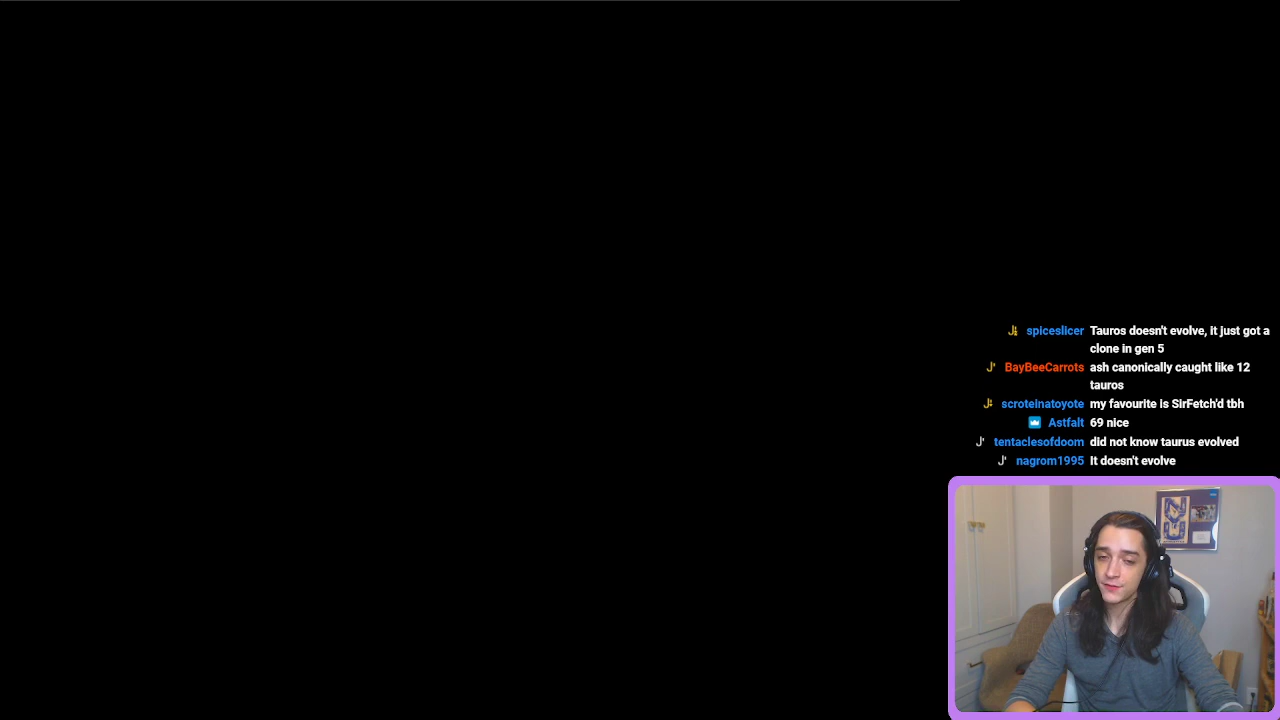 spiceslicer Tauros doesn't evolve, it just got a
clone in gen 5
BayBeeCarrots ash canonically caught like 12
tauros
scroteinatoyote my favourite is SirFetch'd tbh
Astfalt 69 nice
tentaclesofdoom did not know taurus evolved
nagrom1995 It doesn't evolve